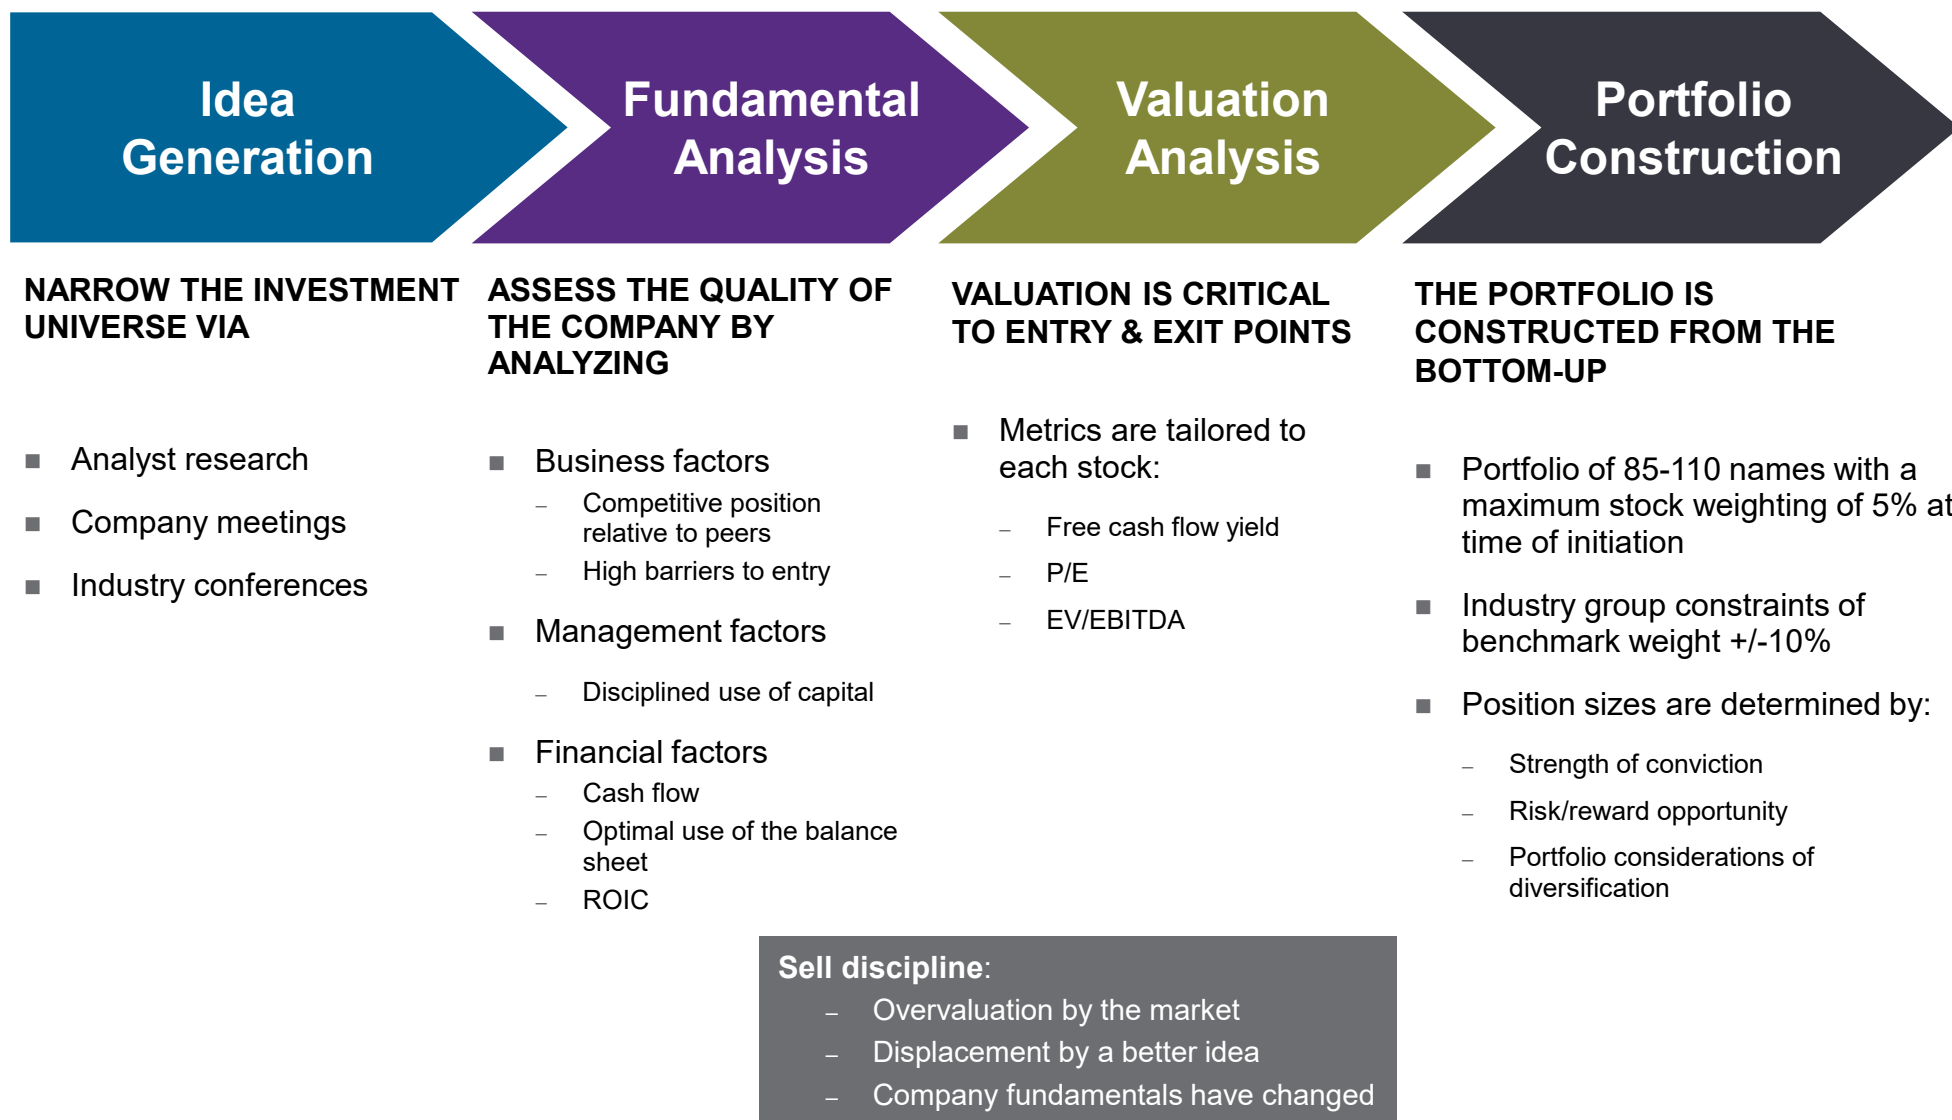 Idea
Generation
Fundamental
Analysis
Valuation
Analysis
Portfolio
Construction
NARROW THE INVESTMENT
UNIVERSE VIA
■ Analyst research
■ Company meetings
■ Industry conferences
ASSESS THE QUALITY OF
THE COMPANY BY
ANALYZING
■ Business factors
– Competitive position
relative to peers
– High barriers to entry
■ Management factors
– Disciplined use of capital
■ Financial factors
– Cash flow
– Optimal use of the balance
sheet
– ROIC
VALUATION IS CRITICAL
TO ENTRY & EXIT POINTS
■ Metrics are tailored to
each stock:
– Free cash flow yield
– P/E
– EV/EBITDA
THE PORTFOLIO IS
CONSTRUCTED FROM THE
BOTTOM-UP
■ Portfolio of 85-110 names with a
maximum stock weighting of 5% at
time of initiation
■ Industry group constraints of
benchmark weight +/-10%
■ Position sizes are determined by:
– Strength of conviction
– Risk/reward opportunity
– Portfolio considerations of
diversification
Sell discipline:
– Overvaluation by the market
– Displacement by a better idea
– Company fundamentals have changed